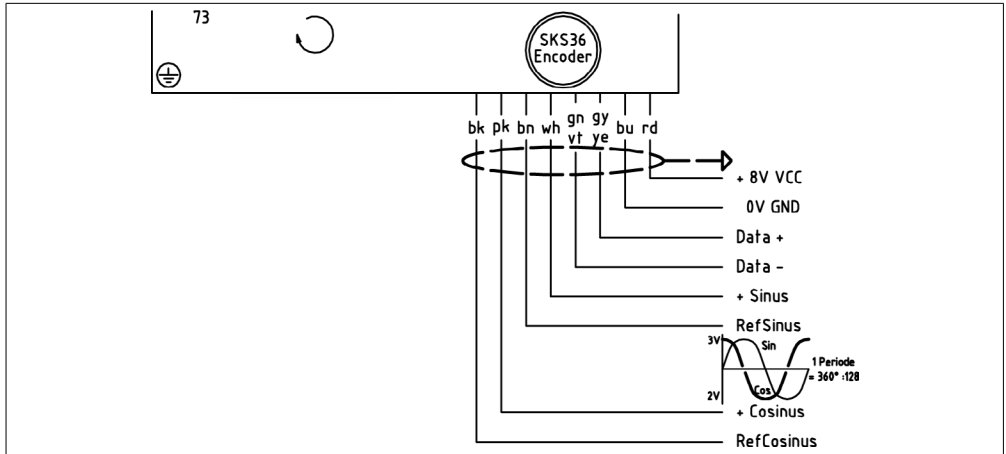 73
SKS36
Encoder
bk pk bn wh gn vt gy ye bu rd
+ 8V VCC
0V GND
Data +
Data -
+ Sinus
RefSinus
3V
Sin
1 Periode
= 360° :128
Cos
2V
+ Cosinus
RefCosinus